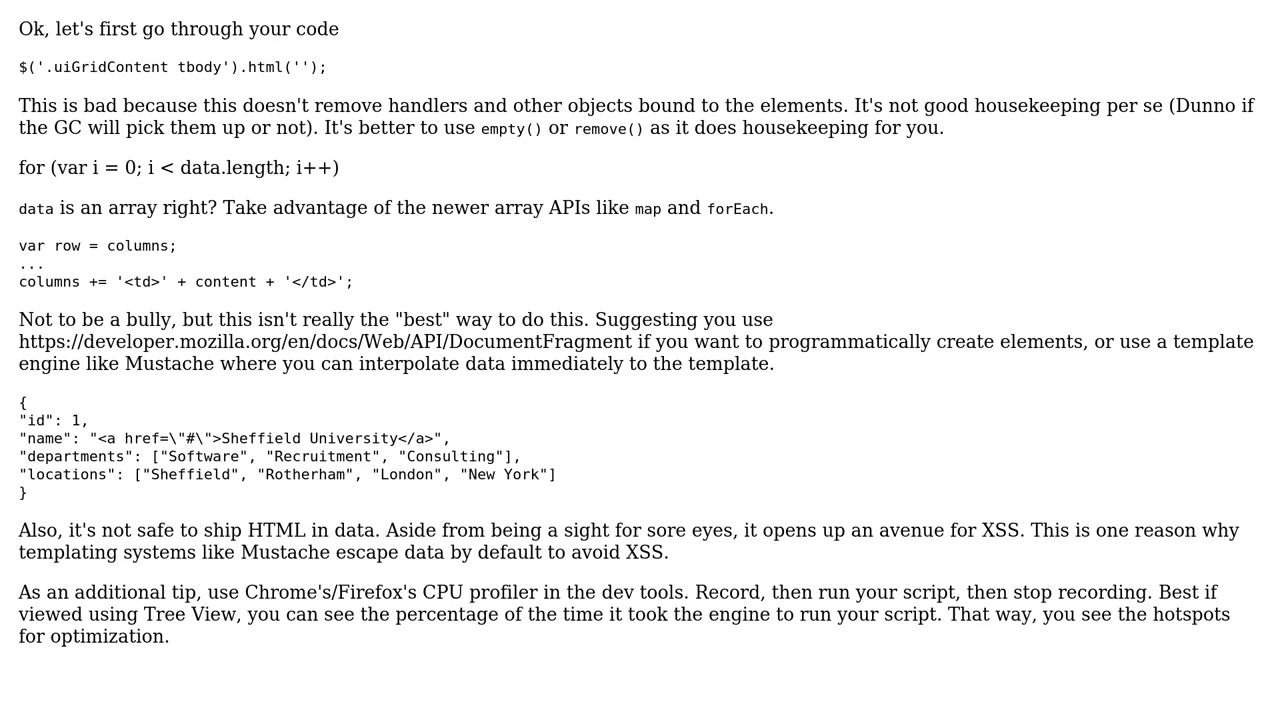 Ok, let's first go through your code
$('.uiGridContent tbody').html('');
This is bad because this doesn't remove handlers and other objects bound to the elements. It's not good housekeeping per se (Dunno if
the GC will pick them up or not). It's better to use empty() or remove() as it does housekeeping for you.
for (var i = 0; i < data.length; i++)
data is an array right? Take advantage of the newer array APIs like map and forEach.
var row = columns;
...
columns += '<td>' + content + '</td>';
Not to be a bully, but this isn't really the "best" way to do this. Suggesting you use
https://developer.mozilla.org/en/docs/Web/API/DocumentFragment if you want to programmatically create elements, or use a template
engine like Mustache where you can interpolate data immediately to the template.
{
"id": 1,
"name": "<a href=\"#\">Sheffield University</a>",
"departments": ["Software", "Recruitment", "Consulting"],
"locations": ["Sheffield", "Rotherham", "London", "New York"]
}
Also, it's not safe to ship HTML in data. Aside from being a sight for sore eyes, it opens up an avenue for XSS. This is one reason why
templating systems like Mustache escape data by default to avoid XSS.
As an additional tip, use Chrome's/Firefox's CPU profiler in the dev tools. Record, then run your script, then stop recording. Best if
viewed using Tree View, you can see the percentage of the time it took the engine to run your script. That way, you see the hotspots
for optimization.